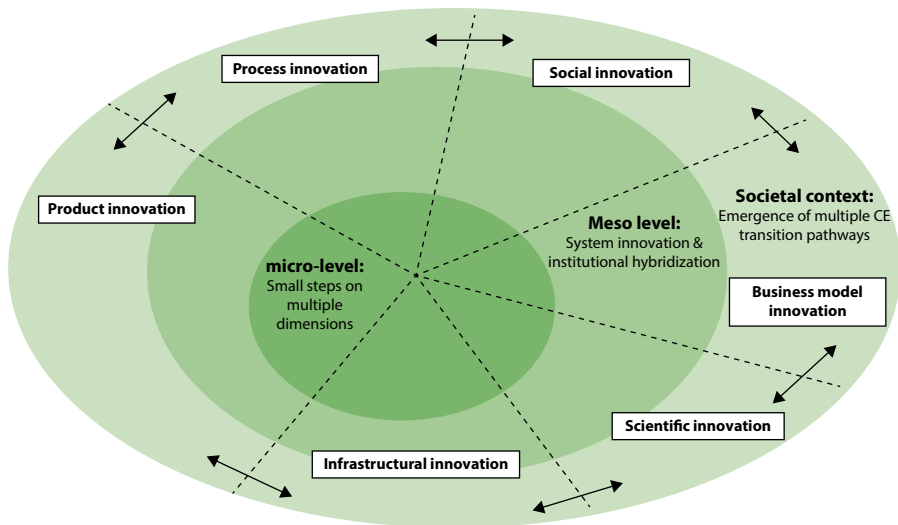 Process innovation
Social innovation
Product innovation
Societal context:
Emergence of multiple CE
transition pathways
Meso level:
System innovation &
institutional hybridization
micro-level:
Small steps on
multiple
dimensions
Business model
innovation
Scientific innovation
Infrastructural innovation